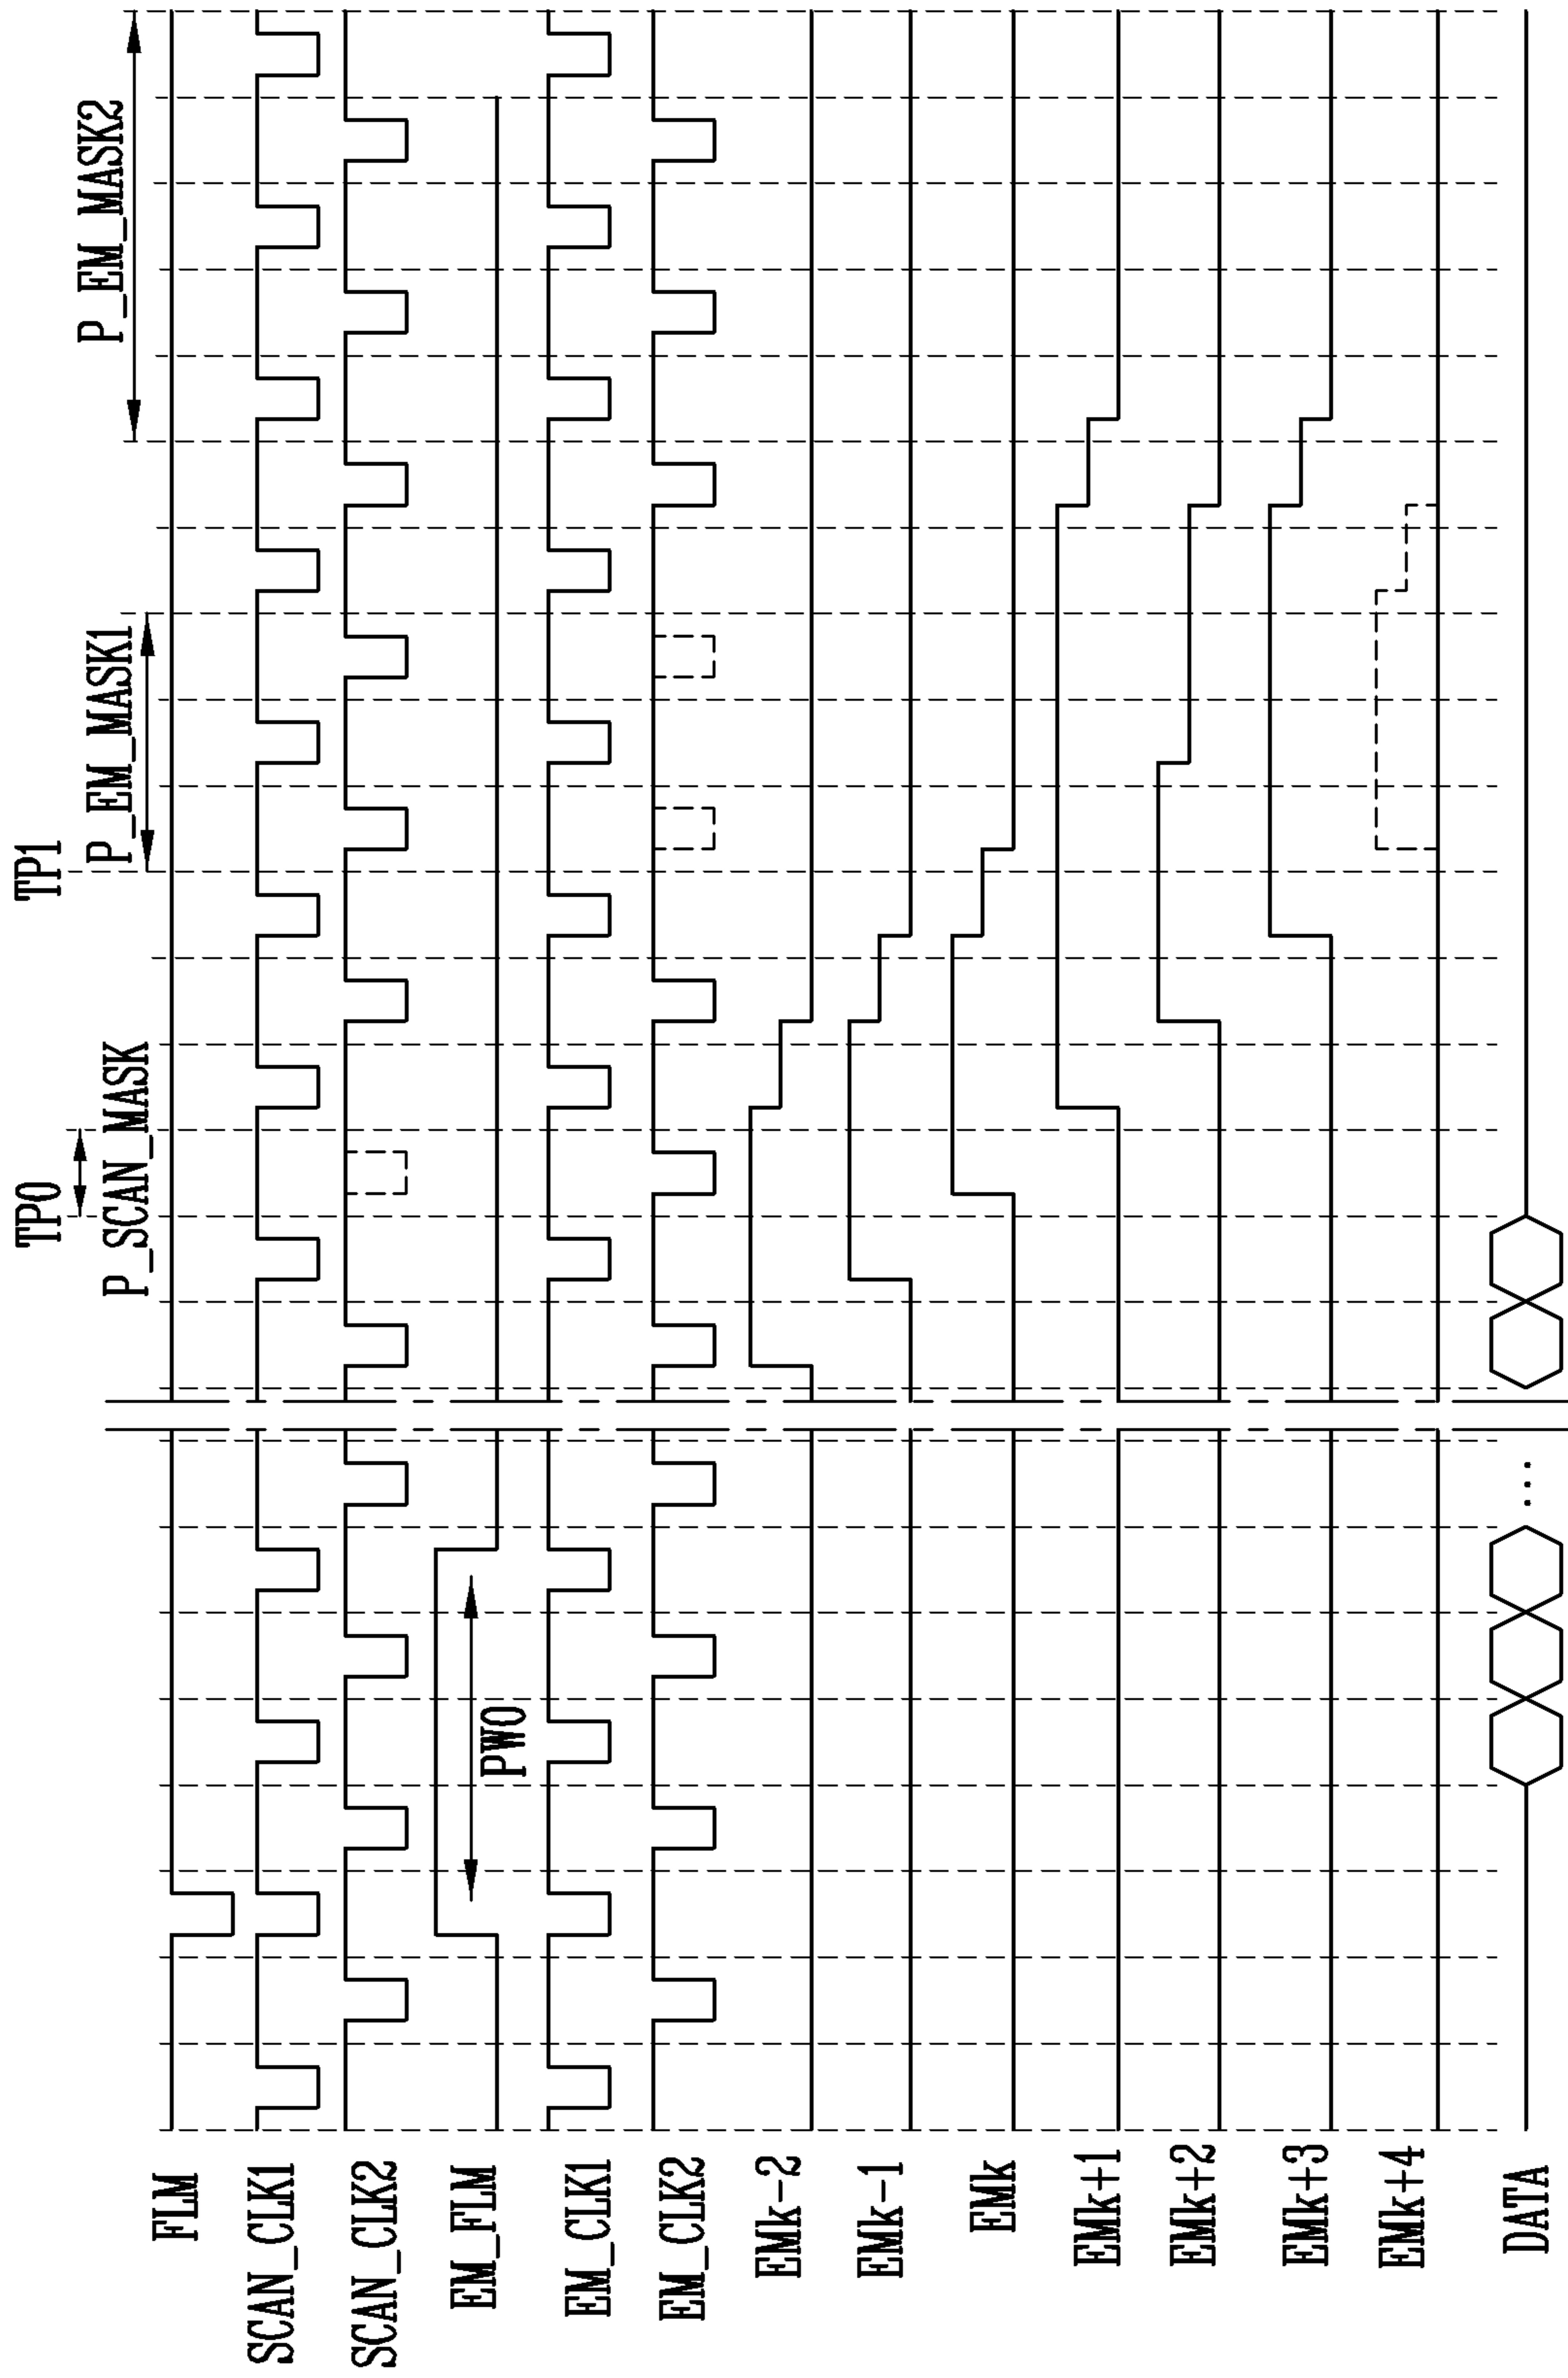 TP0
TP1
P_SCAN_MASK
P_EM_MASK1
P_EM_MASK2
FLM
SCAN_CLK1
SCAN_CLK2
EM_FLM
PW0
EM_CLK1
EM_CLK2
EMk-2
EMk-1
EMk
EMk+1
EMk+2
EMk+3
EMk+4
DATA
...